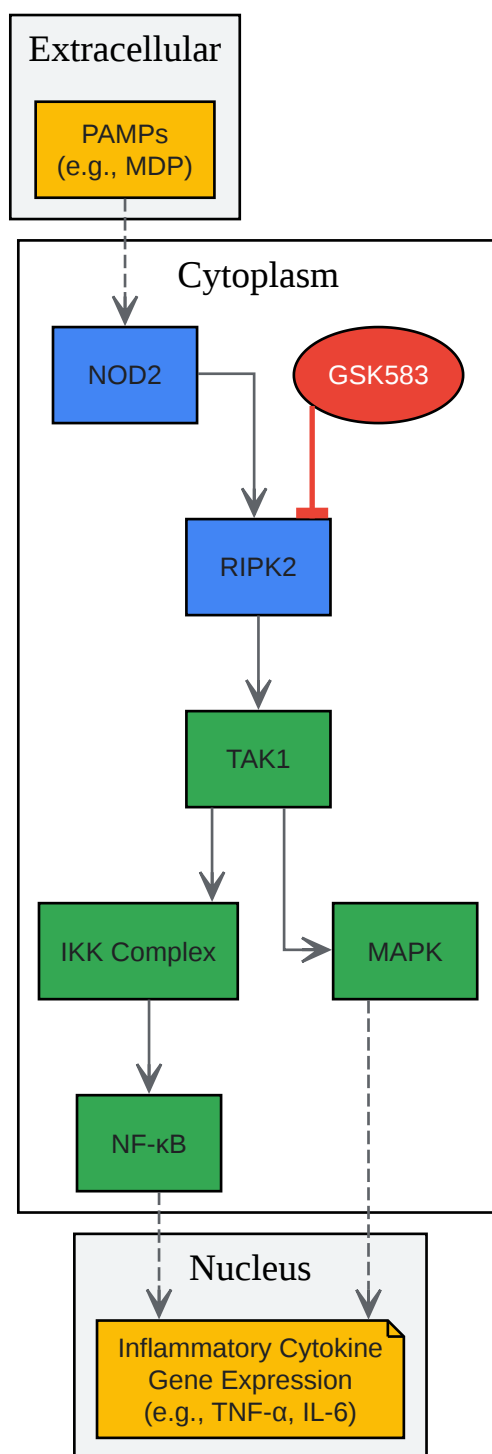 Extracellular
PAMPs
(e.g., MDP)
Cytoplasm
NOD2
GSK583
RIPK2
TAK1
IKK Complex
MAPK
NF-κB
Nucleus
Inflammatory Cytokine
Gene Expression
(e.g., TNF-α, IL-6)